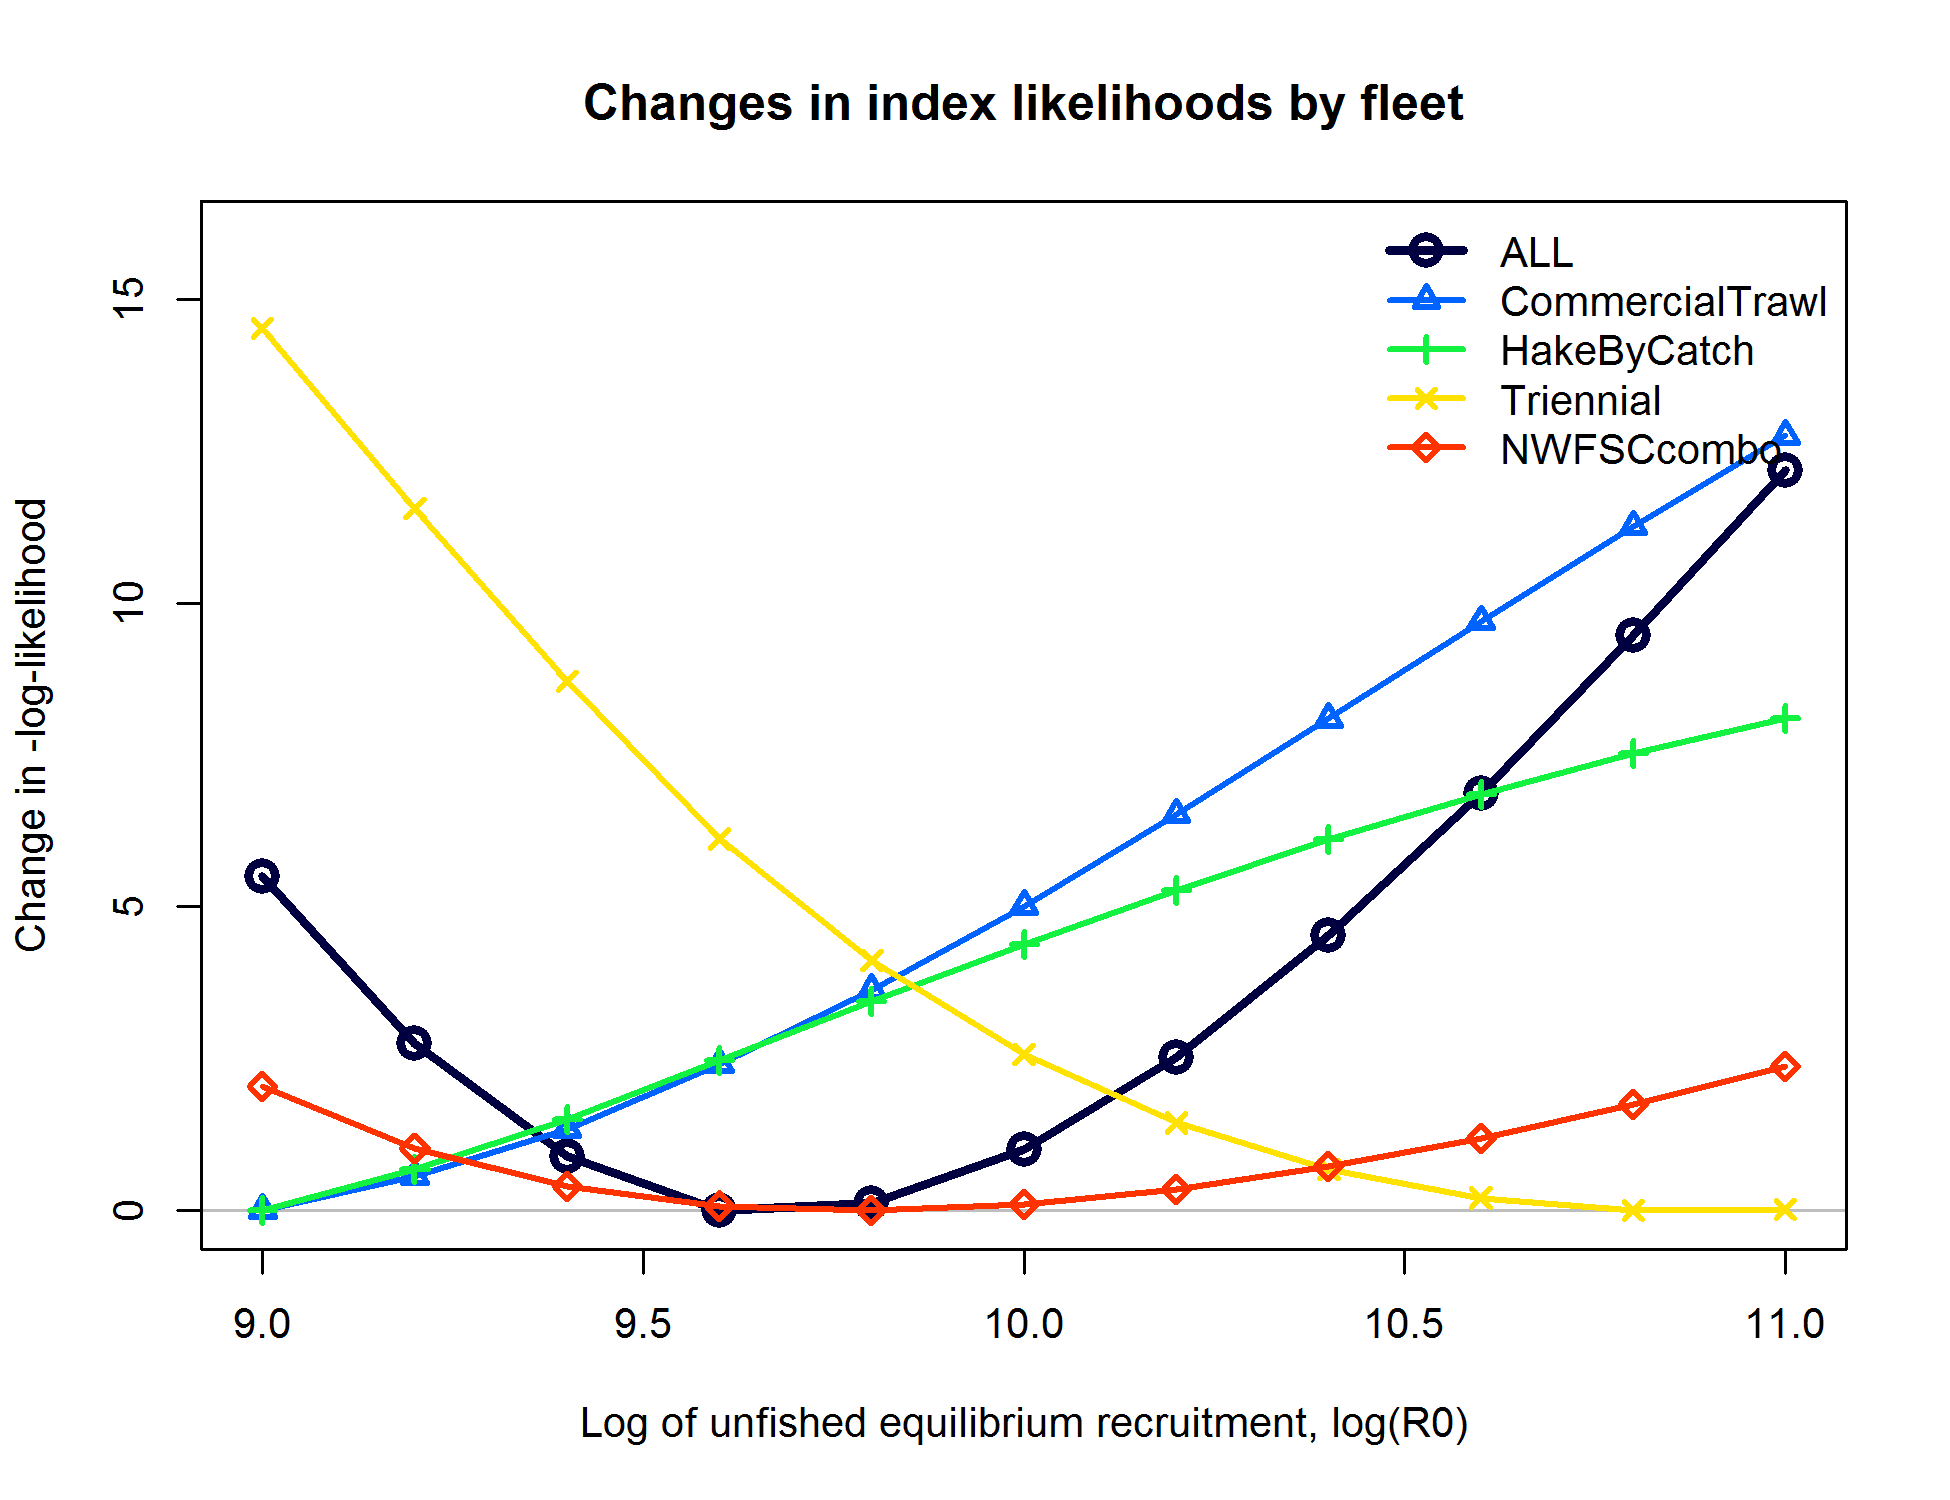 Changes in index likelihoods by fleet
ALL
CommercialTrawl
HakeByCatch
Triennial
NWFSCcombo
Change in -log-likelihood
15
10
5
0
9.0 9.5 10.0 10.5 11.0
Log of unfished equilibrium recruitment, log(R0)